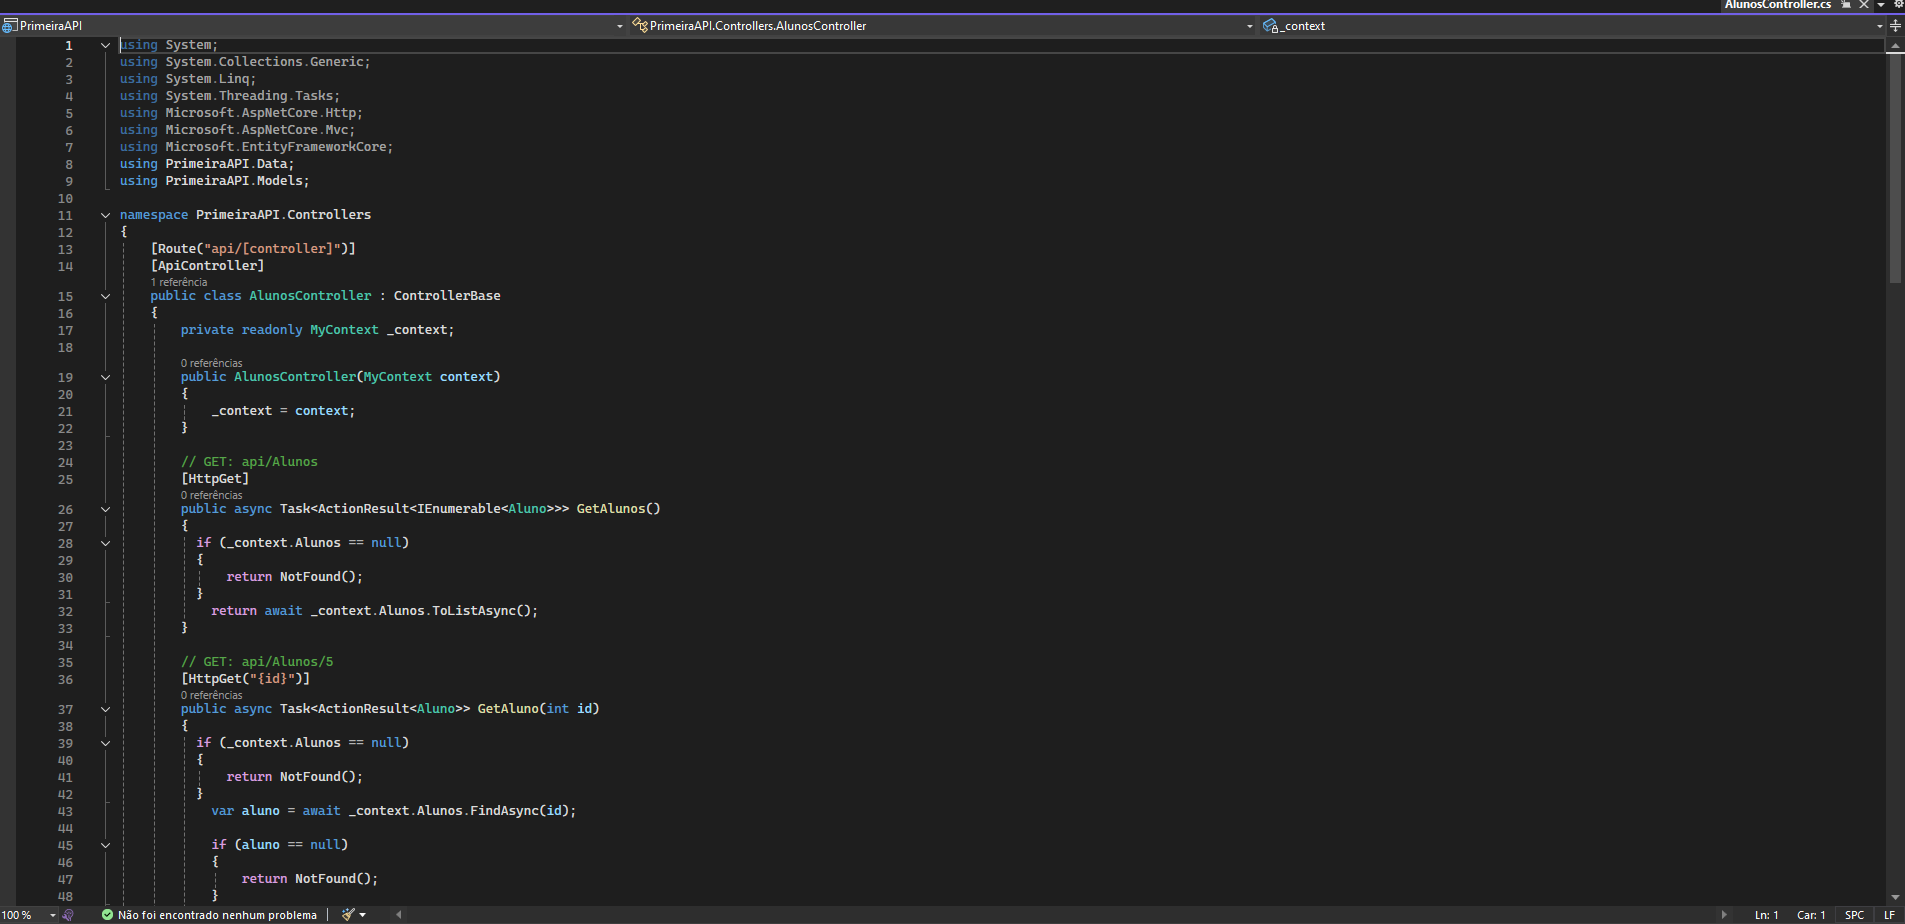 AlunosController.cs
PrimeiraAPI PrimeiraAPI.Controllers.AlunosController _context
1 using System;
2 using System.Collections.Generic;
3 using System.Linq;
4 using System.Threading.Tasks;
5 using Microsoft.AspNetCore.Http;
6 using Microsoft.AspNetCore.Mvc;
7 using Microsoft.EntityFrameworkCore;
8 using PrimeiraAPI.Data;
9 using PrimeiraAPI.Models;
10
11 namespace PrimeiraAPI.Controllers
12 {
13 [Route("api/[controller]")]
14 [ApiController]
1 referência
15 public class AlunosController : ControllerBase
16 {
17 private readonly MyContext _context;
18
0 referências
19 public AlunosController(MyContext context)
20 {
21 _context = context;
22 }
23
24 // GET: api/Alunos
25 [HttpGet]
0 referências
26 public async Task<ActionResult<IEnumerable<Aluno>>> GetAlunos()
27 {
28 if (_context.Alunos == null)
29 {
30 return NotFound();
31 }
32 return await _context.Alunos.ToListAsync();
33 }
34
35 // GET: api/Alunos/5
36 [HttpGet("{id}")]
0 referências
37 public async Task<ActionResult<Aluno>> GetAluno(int id)
38 {
39 if (_context.Alunos == null)
40 {
41 return NotFound();
42 }
43 var aluno = await _context.Alunos.FindAsync(id);
44
45 if (aluno == null)
46 {
47 return NotFound();
48 }
100 % Não foi encontrado nenhum problema Ln: 1 Car: 1 SPC LF